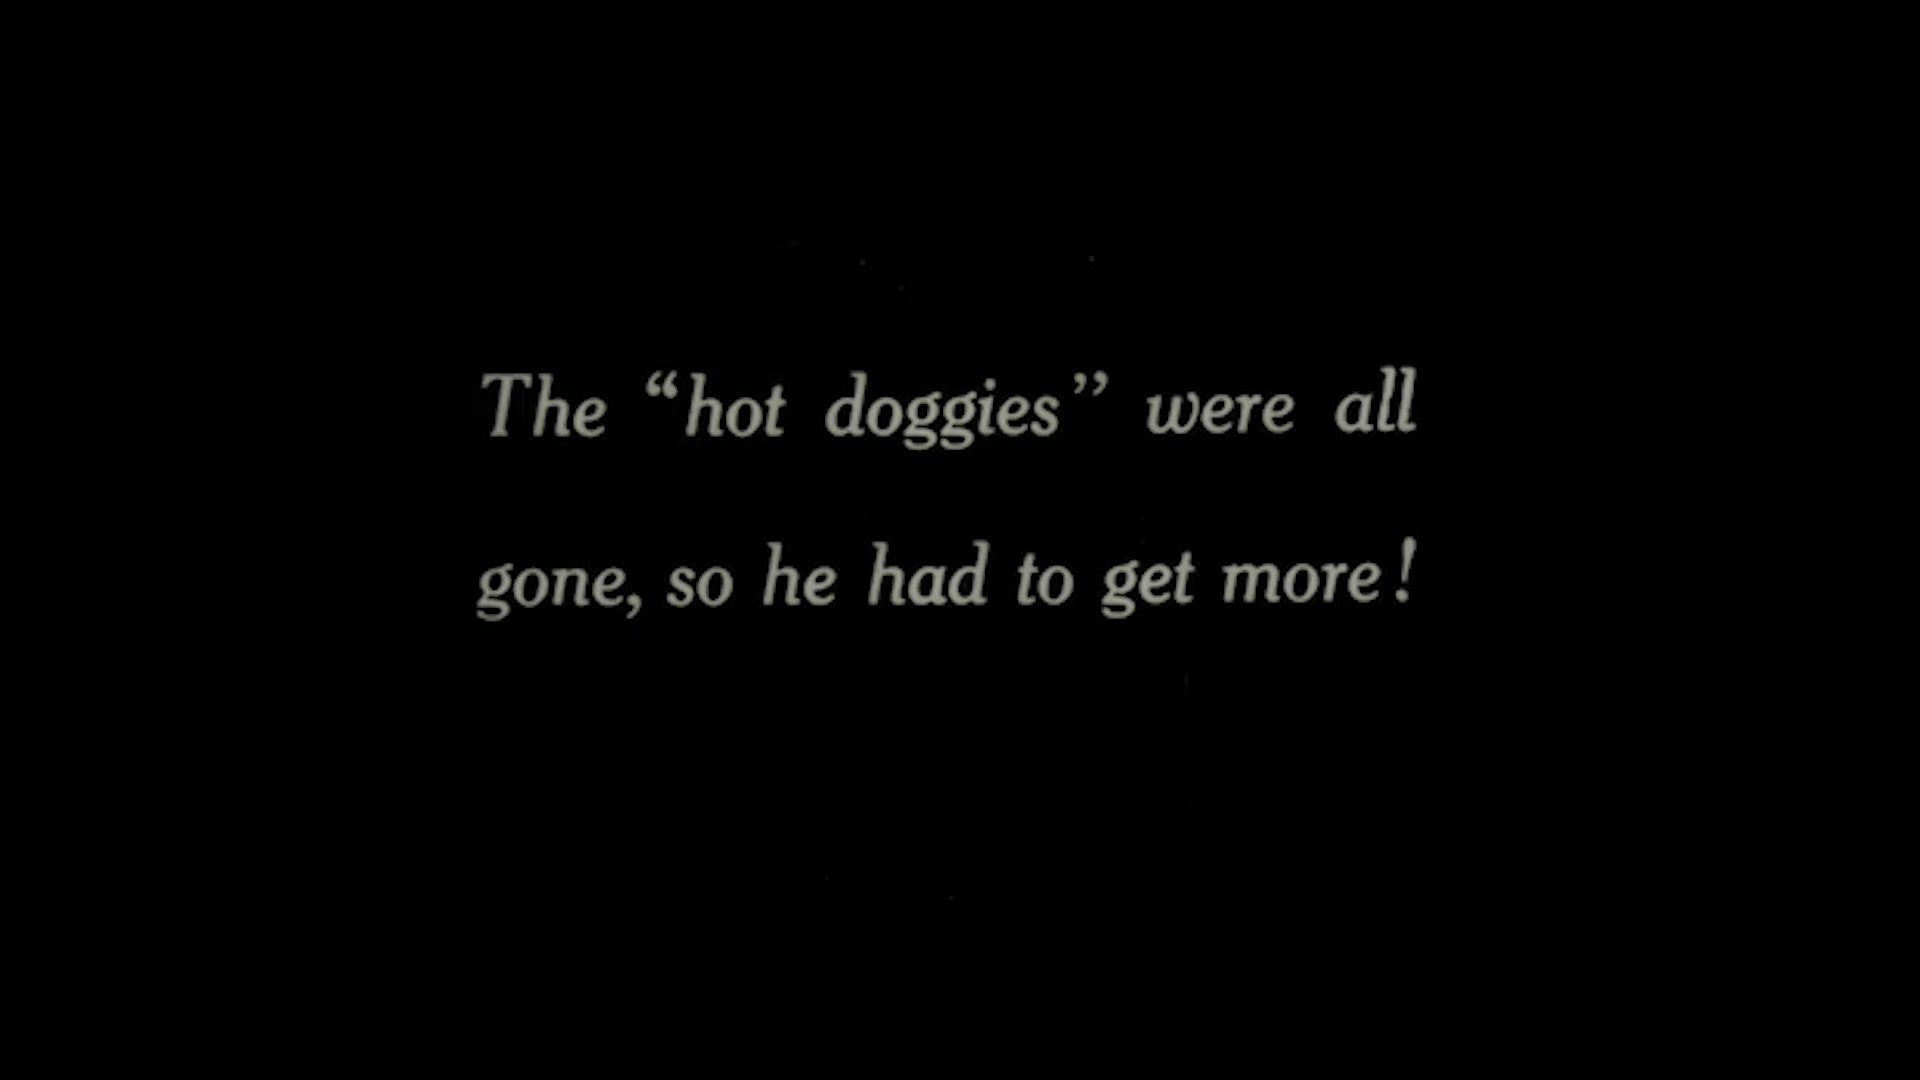 The “hot doggies” were all
gone, so he had to get more!